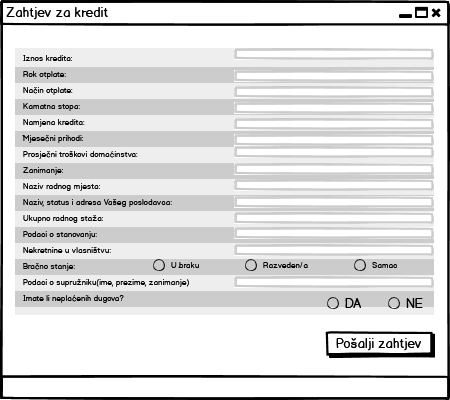 Zahtjev za kredit
Iznos kredita:
Rok otplate:
Način otplate:
Kamatna stopa:
Namjena kredita:
Mjesečni prihodi:
Prosječni troškovi domaćinstva:
Zanimanje:
Naziv radnog mjesta:
Naziv, status i adresa Vašeg poslodavca:
Ukupno radnog staža:
Podaci o stanovanju:
Nekretnine u vlasništvu:
Bračno stanje: U braku Razveden/a Samac
Podaci o supružniku(ime, prezime, zanimanje)
Imate li neplaćenih dugova?
DA NE
Pošalji zahtjev